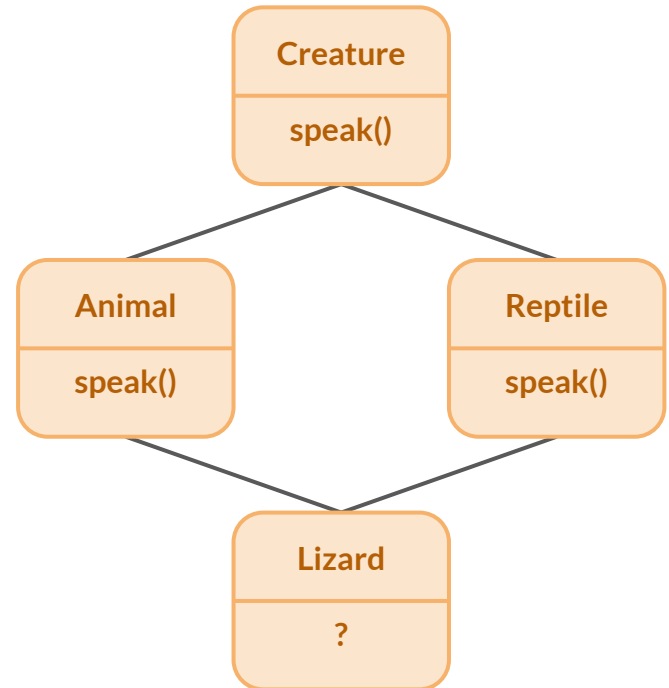 Creature
speak()
Animal
speak()
Reptile
speak()
Lizard
?